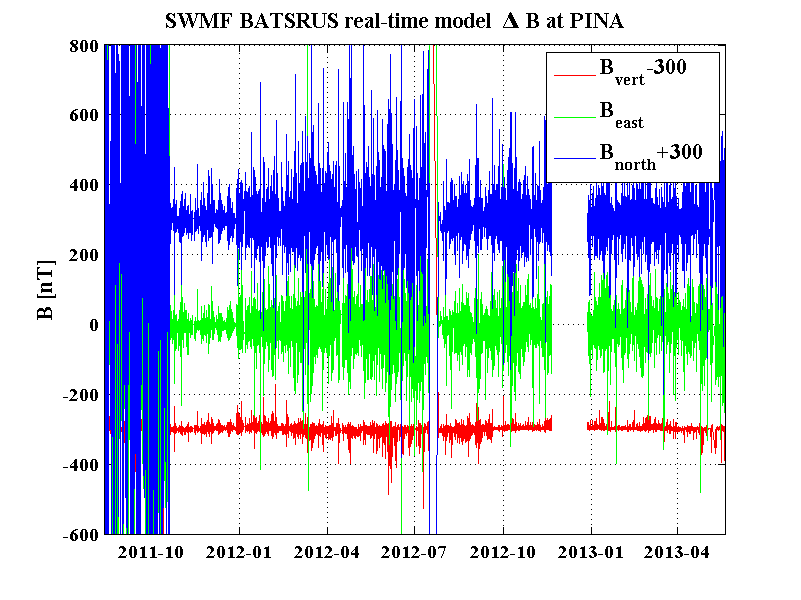 SWMF BATSRUS real-time model Δ B at PINA
800
600
400
200
0
-200
-400
-600
B [nT]
B_vert-300
B_east
B_north+300
2011-10 2012-01 2012-04 2012-07 2012-10 2013-01 2013-04